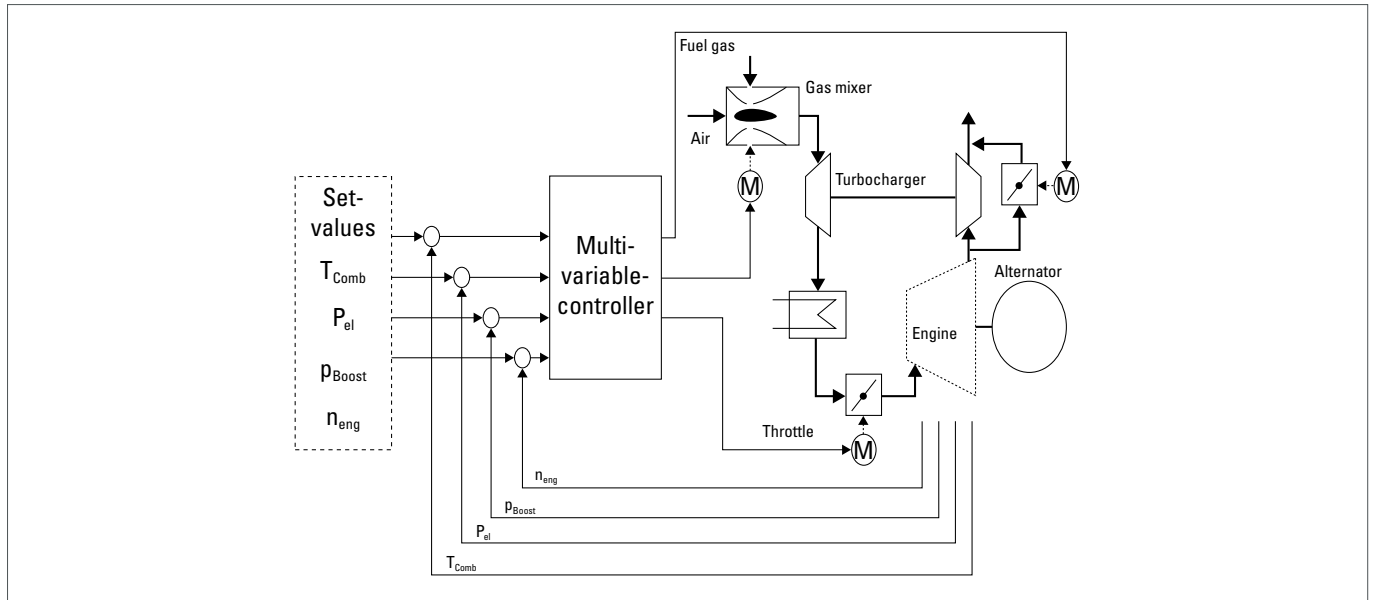 Fuel gas
Gas mixer
Air
M
Turbocharger
M
Set-
values
T_Comb
P_el
p_Boost
n_eng
Multi-
variable-
controller
Alternator
Engine
Throttle
M
n_eng
p_Boost
P_el
T_Comb